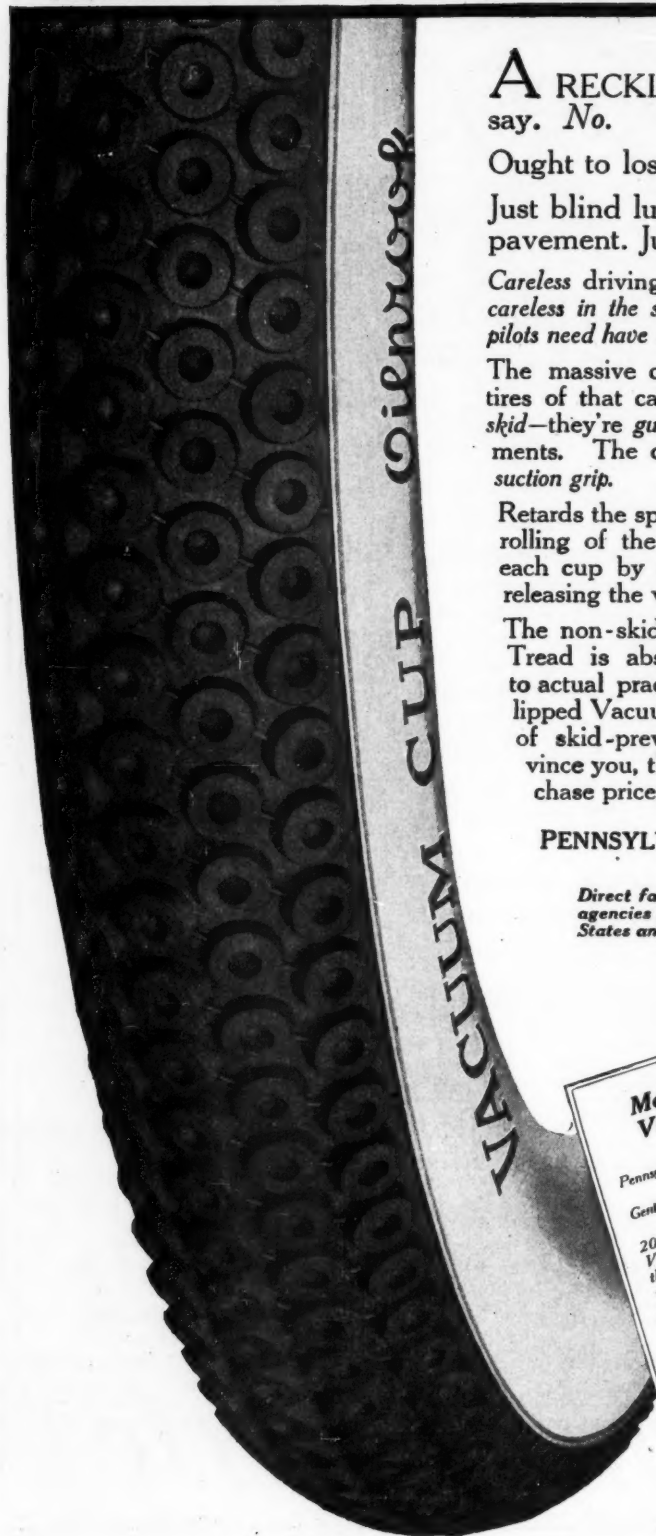 A RECKL
say. No.
Ought to los
Just blind lu
pavement. Ju
Careless driving
careless in the s
pilots need have
The massive c
tires of that ca
skid—they're gu
ments. The c
suction grip.
Retards the sp
rolling of the
each cup by
releasing the v
The non-skid
Tread is abs
to actual prac
lipped Vacuu
of skid-prev
vince you, t
chase price
PENNSYL
Direct fa
agencies
States an
VACUUM CUP Oilproof
Mo
V
Penns
Gent
20
V
th